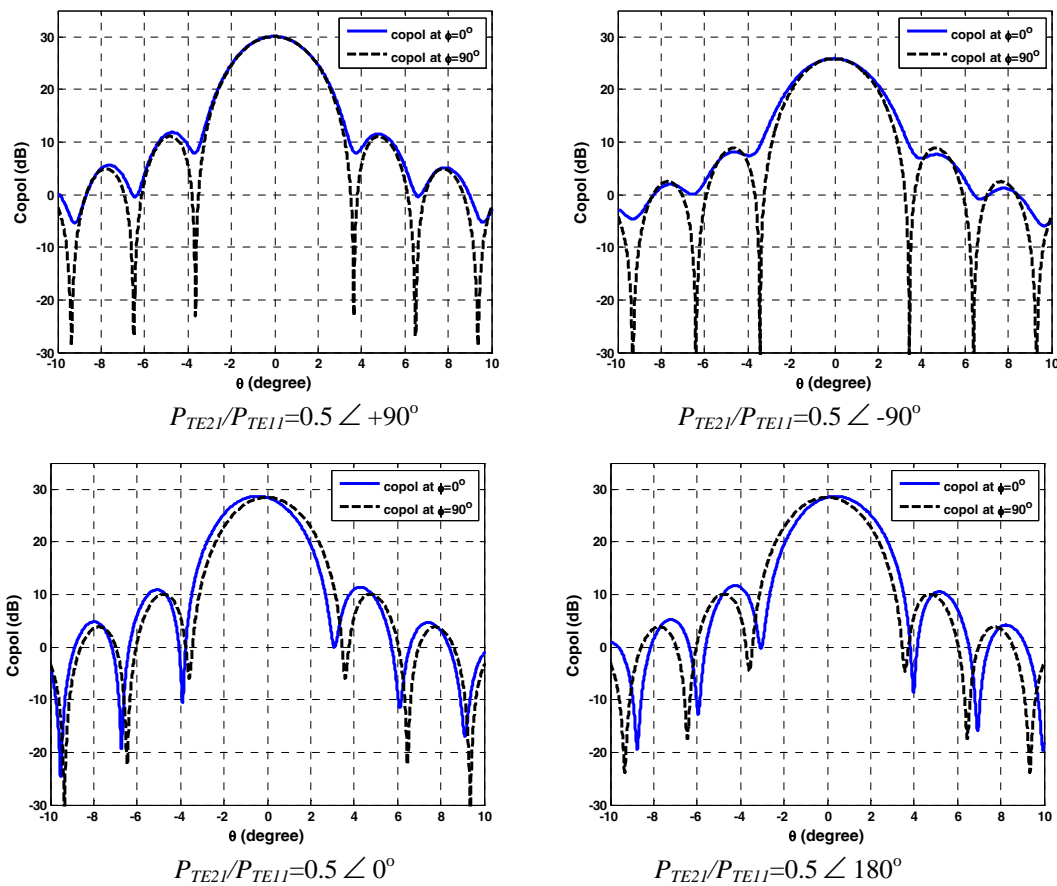 copol at ϕ=0°
copol at ϕ=90°
Copol (dB)
30
20
10
0
-10
-20
-30
-10 -8 -6 -4 -2 0 2 4 6 8 10
θ (degree)
P_TE21/P_TE11=0.5 ∠ +90°
copol at ϕ=0°
copol at ϕ=90°
Copol (dB)
30
20
10
0
-10
-20
-30
-10 -8 -6 -4 -2 0 2 4 6 8 10
θ (degree)
P_TE21/P_TE11=0.5 ∠ -90°
copol at ϕ=0°
copol at ϕ=90°
Copol (dB)
30
20
10
0
-10
-20
-30
-10 -8 -6 -4 -2 0 2 4 6 8 10
θ (degree)
P_TE21/P_TE11=0.5 ∠ 0°
copol at ϕ=0°
copol at ϕ=90°
Copol (dB)
30
20
10
0
-10
-20
-30
-10 -8 -6 -4 -2 0 2 4 6 8 10
θ (degree)
P_TE21/P_TE11=0.5 ∠ 180°